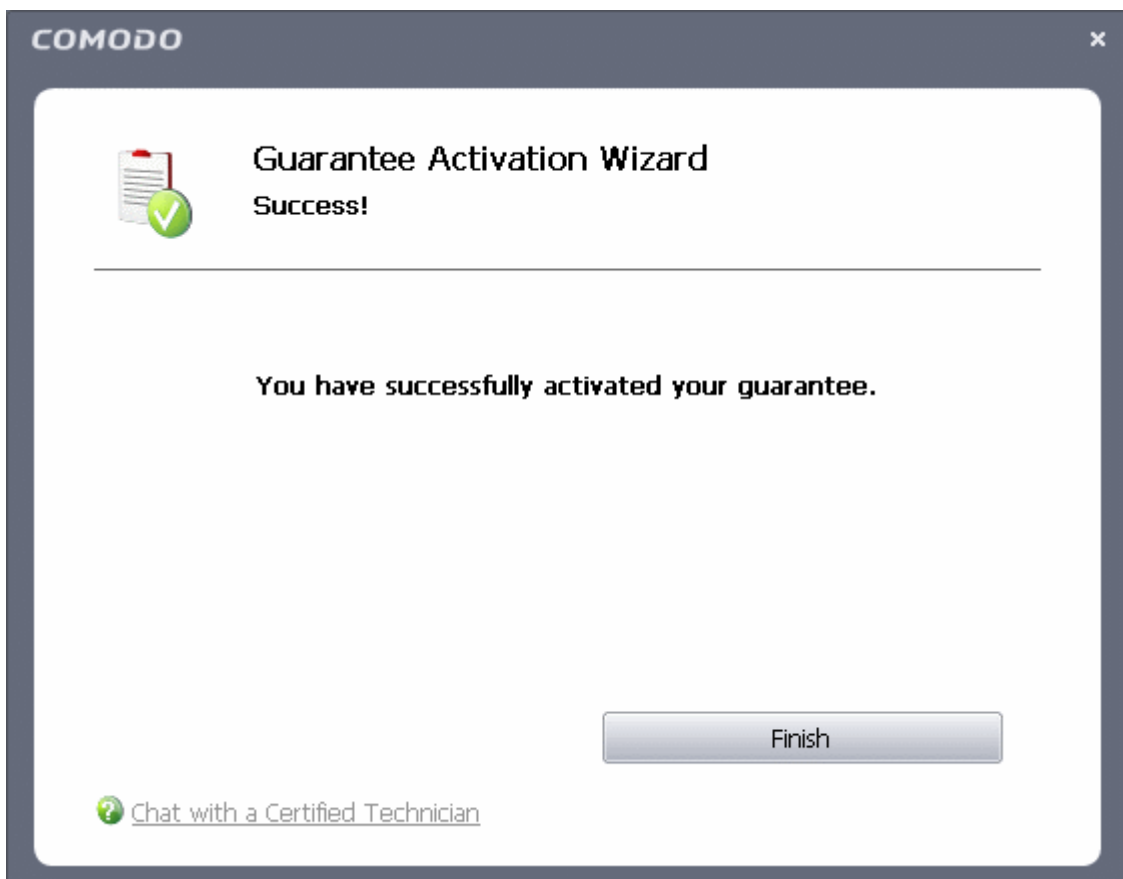 COMODO
Guarantee Activation Wizard
Success!
You have successfully activated your guarantee.
Finish
Chat with a Certified Technician